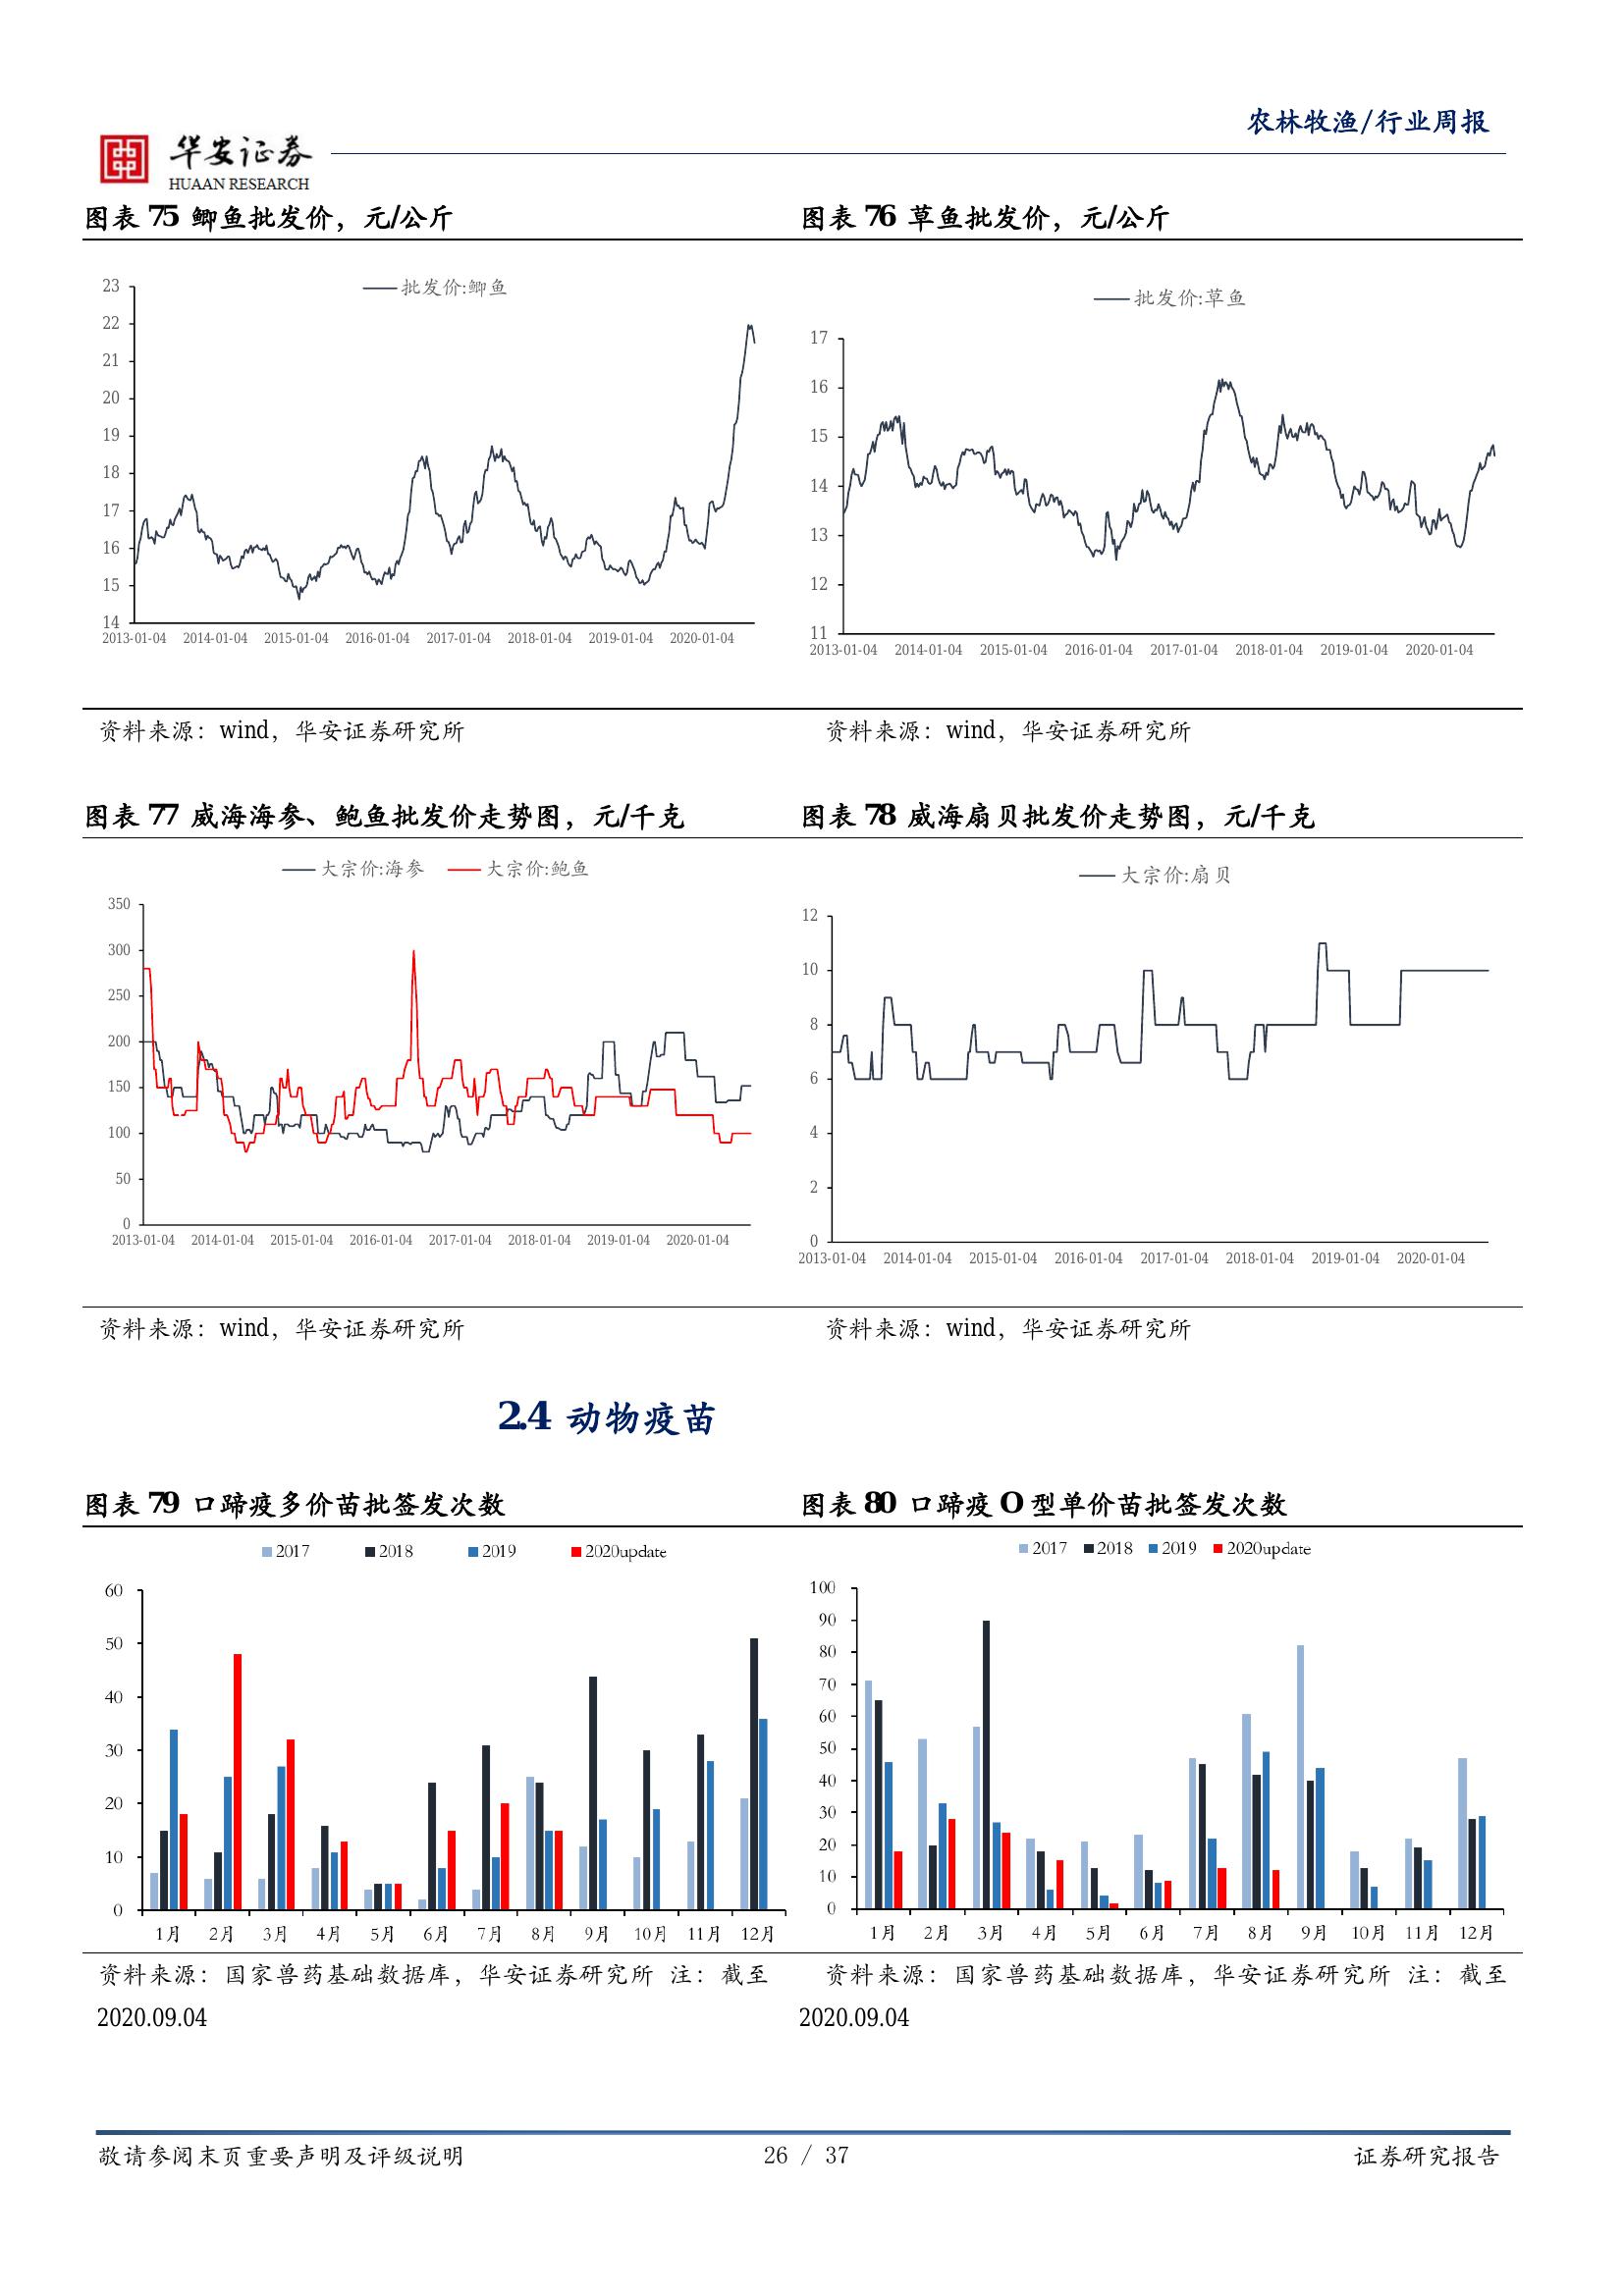 农林牧渔/行业周报
华安证券
HUAAN RESEARCH
图表 75 鲫鱼批发价，元/公斤
图表 76 草鱼批发价，元/公斤
批发价:鲫鱼
23
22
21
20
19
18
17
16
15
14
2013-01-04 2014-01-04 2015-01-04 2016-01-04 2017-01-04 2018-01-04 2019-01-04 2020-01-04
批发价:草鱼
17
16
15
14
13
12
11
2013-01-04 2014-01-04 2015-01-04 2016-01-04 2017-01-04 2018-01-04 2019-01-04 2020-01-04
资料来源：wind，华安证券研究所
资料来源：wind，华安证券研究所
图表 77 威海海参、鲍鱼批发价走势图，元/千克
图表 78 威海扇贝批发价走势图，元/千克
大宗价:海参 大宗价:鲍鱼
350
300
250
200
150
100
50
0
2013-01-04 2014-01-04 2015-01-04 2016-01-04 2017-01-04 2018-01-04 2019-01-04 2020-01-04
大宗价:扇贝
12
10
8
6
4
2
0
2013-01-04 2014-01-04 2015-01-04 2016-01-04 2017-01-04 2018-01-04 2019-01-04 2020-01-04
资料来源：wind，华安证券研究所
资料来源：wind，华安证券研究所
2.4 动物疫苗
图表 79 口蹄疫多价苗批签发次数
图表 80 口蹄疫 O 型单价苗批签发次数
2017 2018 2019 2020update
60
50
40
30
20
10
0
1月 2月 3月 4月 5月 6月 7月 8月 9月 10月 11月 12月
2017 2018 2019 2020update
100
90
80
70
60
50
40
30
20
10
0
1月 2月 3月 4月 5月 6月 7月 8月 9月 10月 11月 12月
资料来源：国家兽药基础数据库，华安证券研究所 注：截至
2020.09.04
资料来源：国家兽药基础数据库，华安证券研究所 注：截至
2020.09.04
敬请参阅末页重要声明及评级说明
26 / 37
证券研究报告